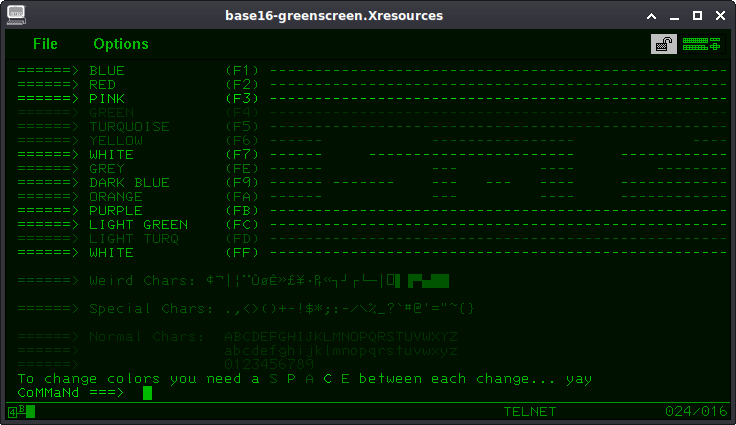 base16-greenscreen.Xresources
File Options
======> BLUE (F1) ---------------------------------------------------
======> RED (F2) ---------------------------------------------------
======> PINK (F3) ---------------------------------------------------
======> GREEN (F4) ---------------------------------------------------
======> TURQUOISE (F5) ---------------------------------------------------
======> YELLOW (F6) ------ ---------------- ----
======> WHITE (F7) ------ ----------------------- ------------
======> GREY (FE) ------ --- --- --------
======> DARK BLUE (F9) ----- ------- --- --- --- ------------
======> ORANGE (FA) ------ --- --- ------------
======> PURPLE (FB) ---------------------------------------------------
======> LIGHT GREEN (FC) ---------------------------------------------------
======> LIGHT TURQ (FD) ---------------------------------------------------
======> WHITE (FF) ---------------------------------------------------
======> Weird Chars:
======> Special Chars: .,<>()+-!$*;:-/\%_?`#@'="~{}
======> Normal Chars: ABCDEFGHIJKLMNOPQRSTUVWXYZ
======> abcdefghijklmnopqrstuvwxyz
======> 0123456789
To change colors you need a S P A C E between each change... yay
CoMMaNd ===>
4B TELNET 024/016